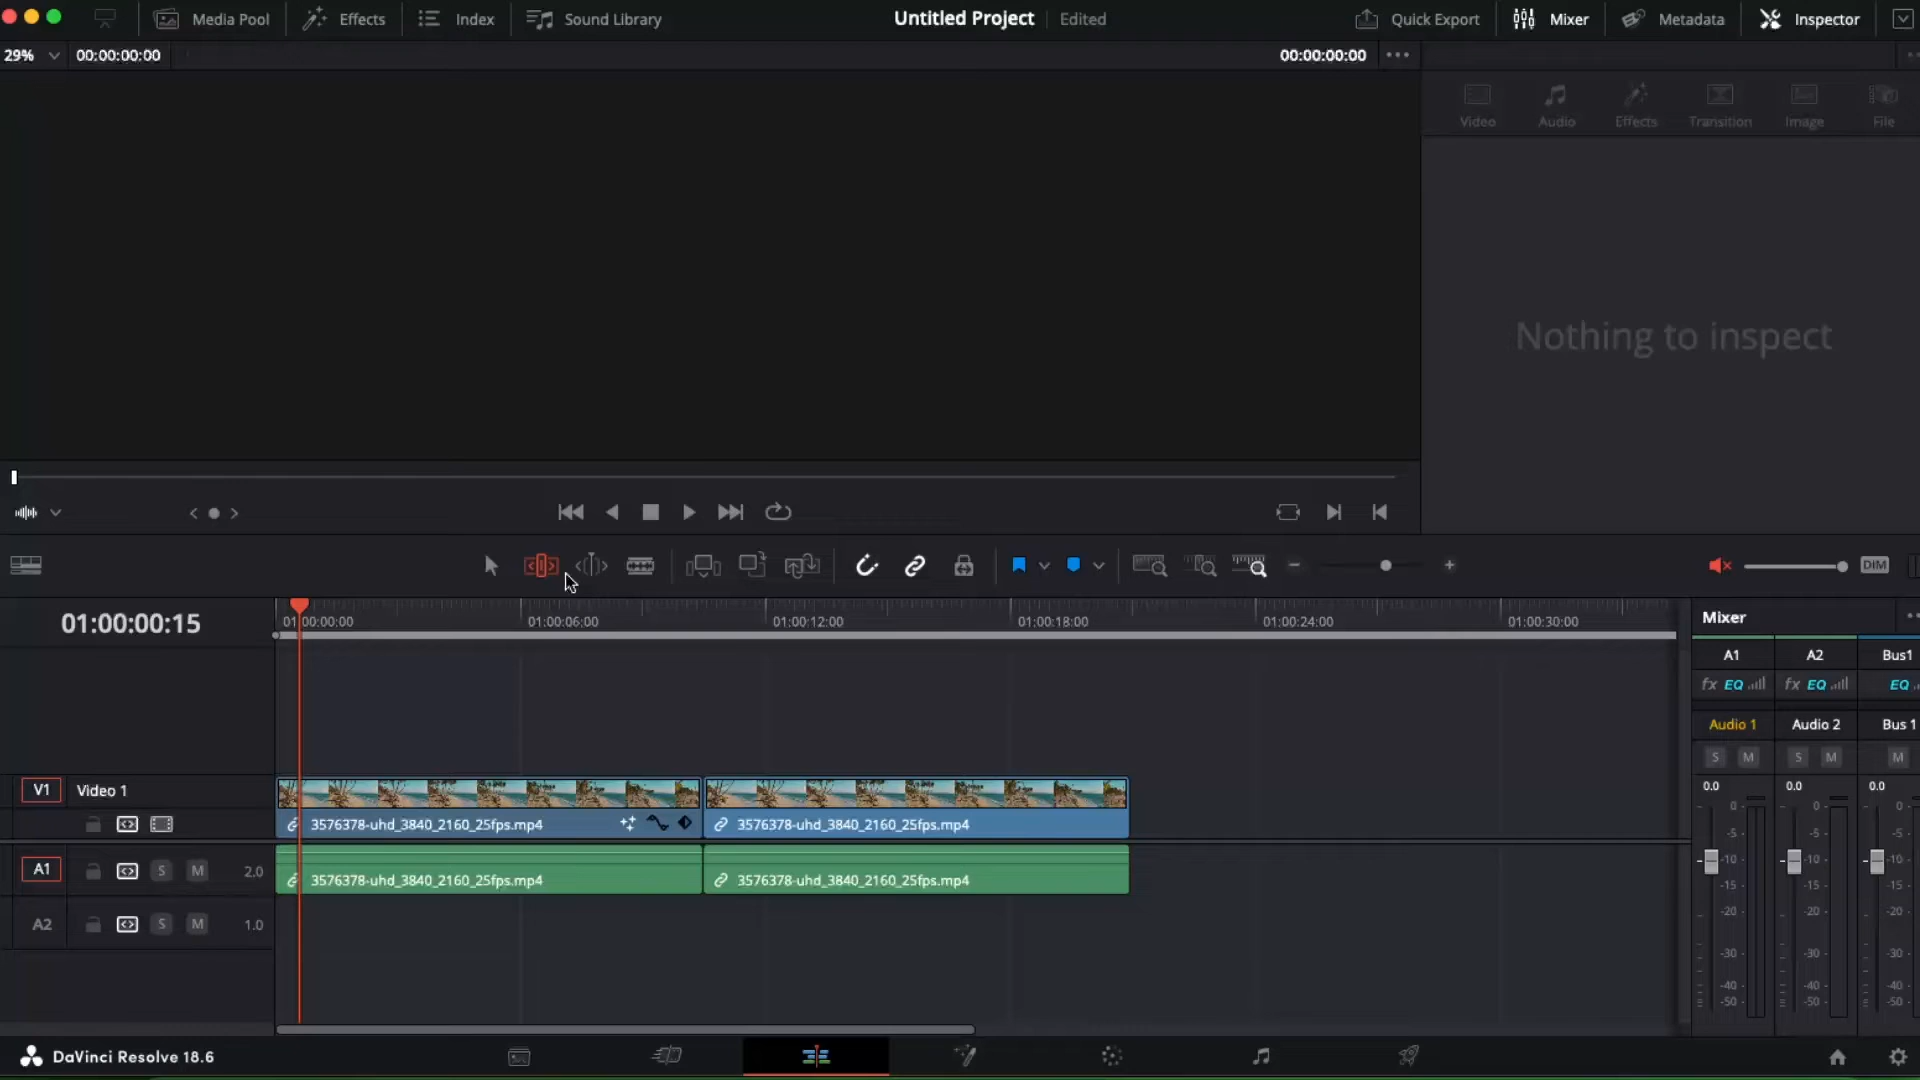 Media Pool
Effects
Index
Sound Library
Untitled Project
Edited
Quick Export
Mixer
Metadata
Inspector
29%
00:00:00:00
00:00:00:00
Video
Audio
Effects
Transition
Image
File
Nothing to inspect
DIM
01:00:00:15
01:00:00:00
01:00:06:00
01:00:12:00
01:00:18:00
01:00:24:00
01:00:30:00
Mixer
A1
A2
Bus1
fx EQ
fx EQ
EQ
Audio 1
Audio 2
Bus 1
S M
S M
M
0.0
0.0
0.0
0
-5
-10
-15
-20
-30
-40
-50
0
-5
-10
-15
-20
-30
-40
-50
0
-5
-10
-15
-20
-30
-40
-50
V1
Video 1
3576378-uhd_3840_2160_25fps.mp4
3576378-uhd_3840_2160_25fps.mp4
A1
S M
2.0
3576378-uhd_3840_2160_25fps.mp4
3576378-uhd_3840_2160_25fps.mp4
A2
S M
1.0
DaVinci Resolve 18.6